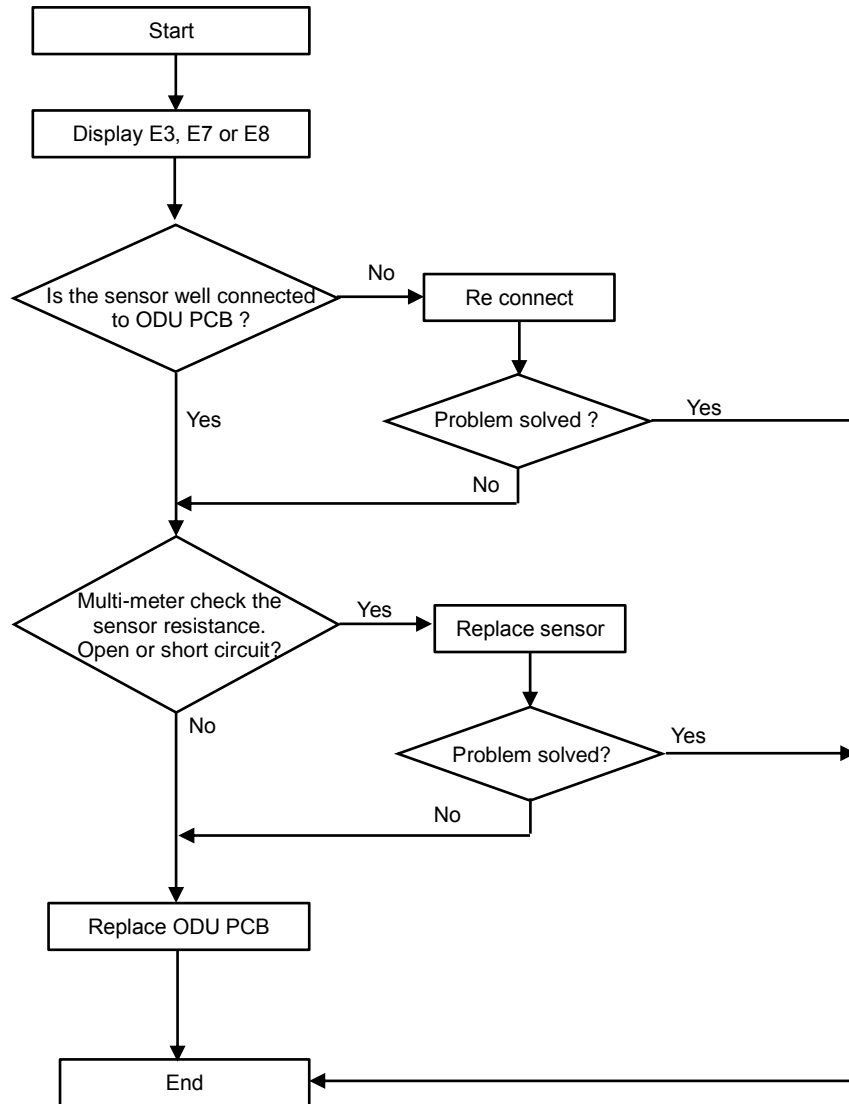 Start
Display E3, E7 or E8
Is the sensor well connected
to ODU PCB ?
No
Re connect
Yes
Problem solved ?
Yes
No
Multi-meter check the
sensor resistance.
Open or short circuit?
Yes
Replace sensor
No
Problem solved?
Yes
No
Replace ODU PCB
End